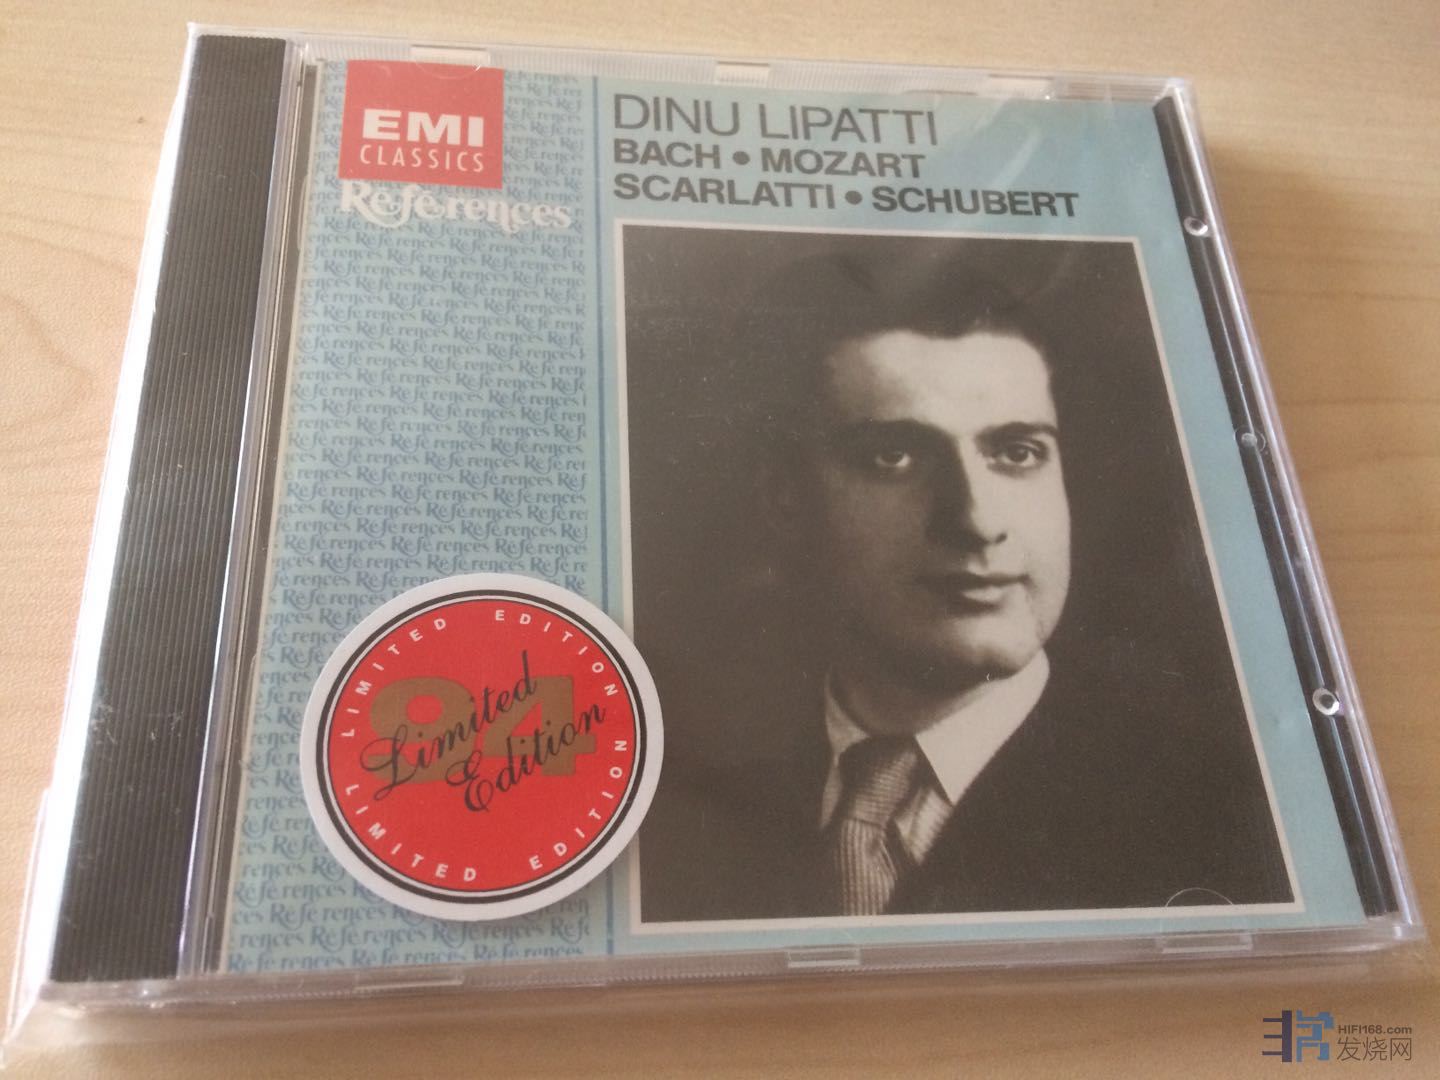 EMI
CLASSICS
Références
DINU LIPATTI
BACH • MOZART
SCARLATTI • SCHUBERT
LIMITED EDITION
94
Limited
Edition
LIMITED EDITION
HIFI168.com
发烧网